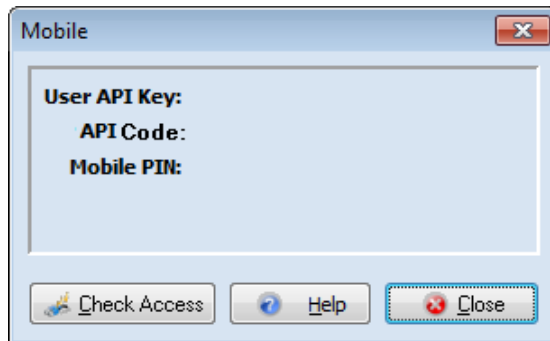 Mobile
User API Key:
API Code:
Mobile PIN:
Check Access
Help
Close